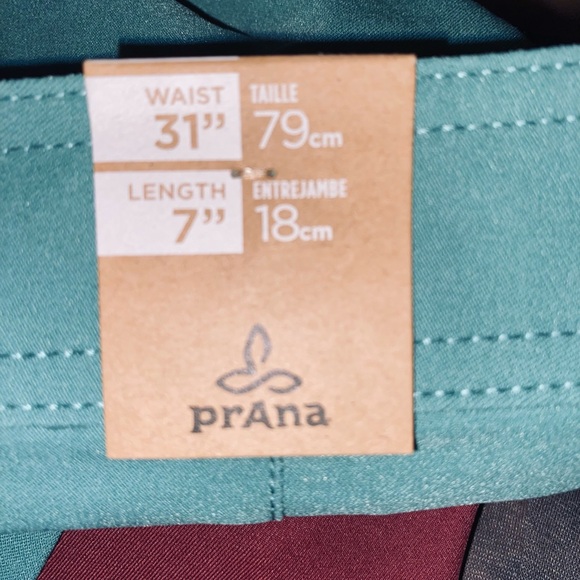 WAIST TAILLE
31” 79cm
LENGTH ENTREJAMBE
7” 18cm
prAna